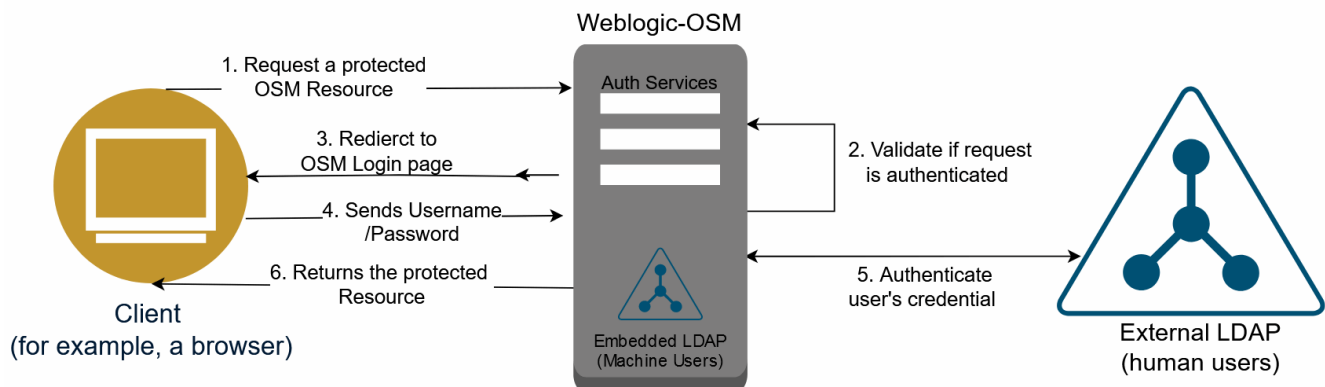 Weblogic-OSM
1. Request a protected
OSM Resource
Auth Services
3. Redierct to
OSM Login page
2. Validate if request
is authenticated
4. Sends Username
/Password
6. Returns the protected
Resource
5. Authenticate
user's credential
Client
(for example, a browser)
Embedded LDAP
(Machine Users)
External LDAP
(human users)